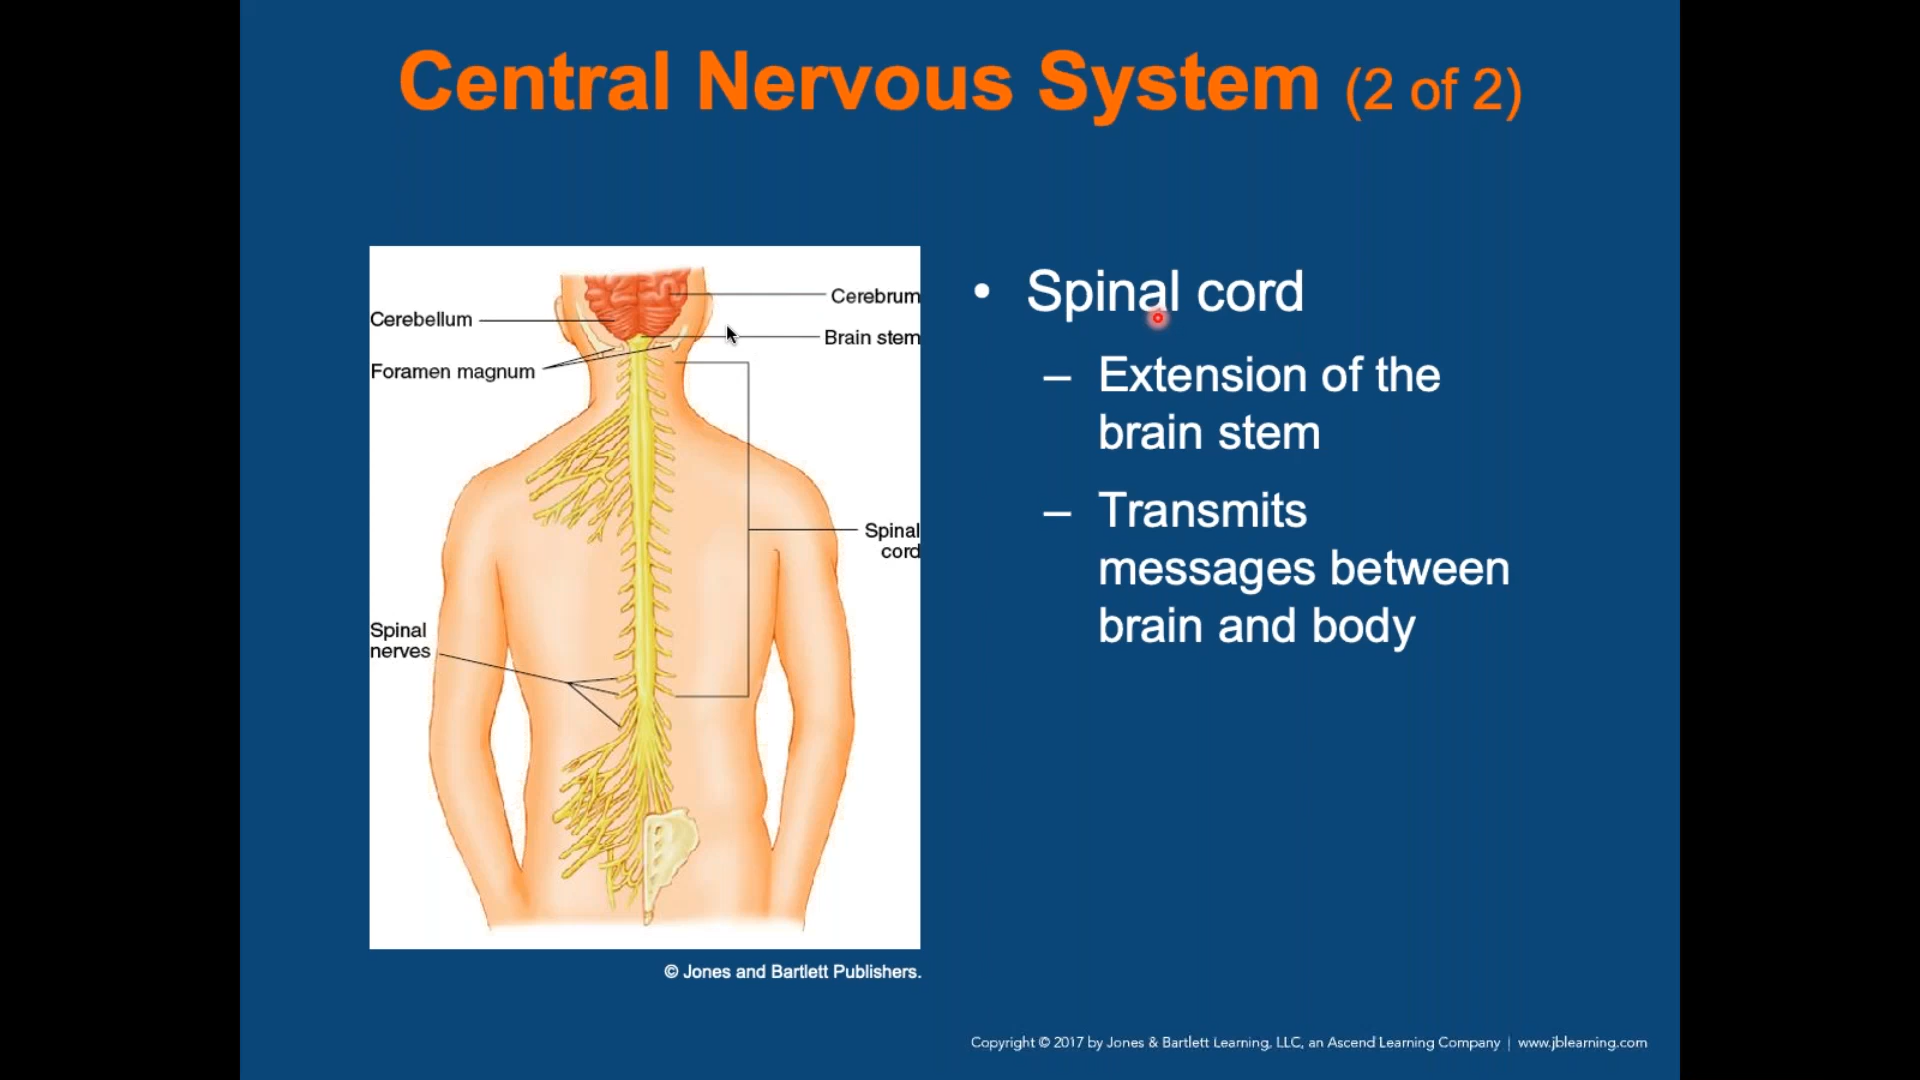 Central Nervous System (2 of 2)
Cerebrum
Cerebellum
Brain stem
Foramen magnum
Spinal
cord
Spinal
nerves
© Jones and Bartlett Publishers.
• Spinal cord
– Extension of the
brain stem
– Transmits
messages between
brain and body
Copyright © 2017 by Jones & Bartlett Learning, LLC, an Ascend Learning Company | www.jblearning.com